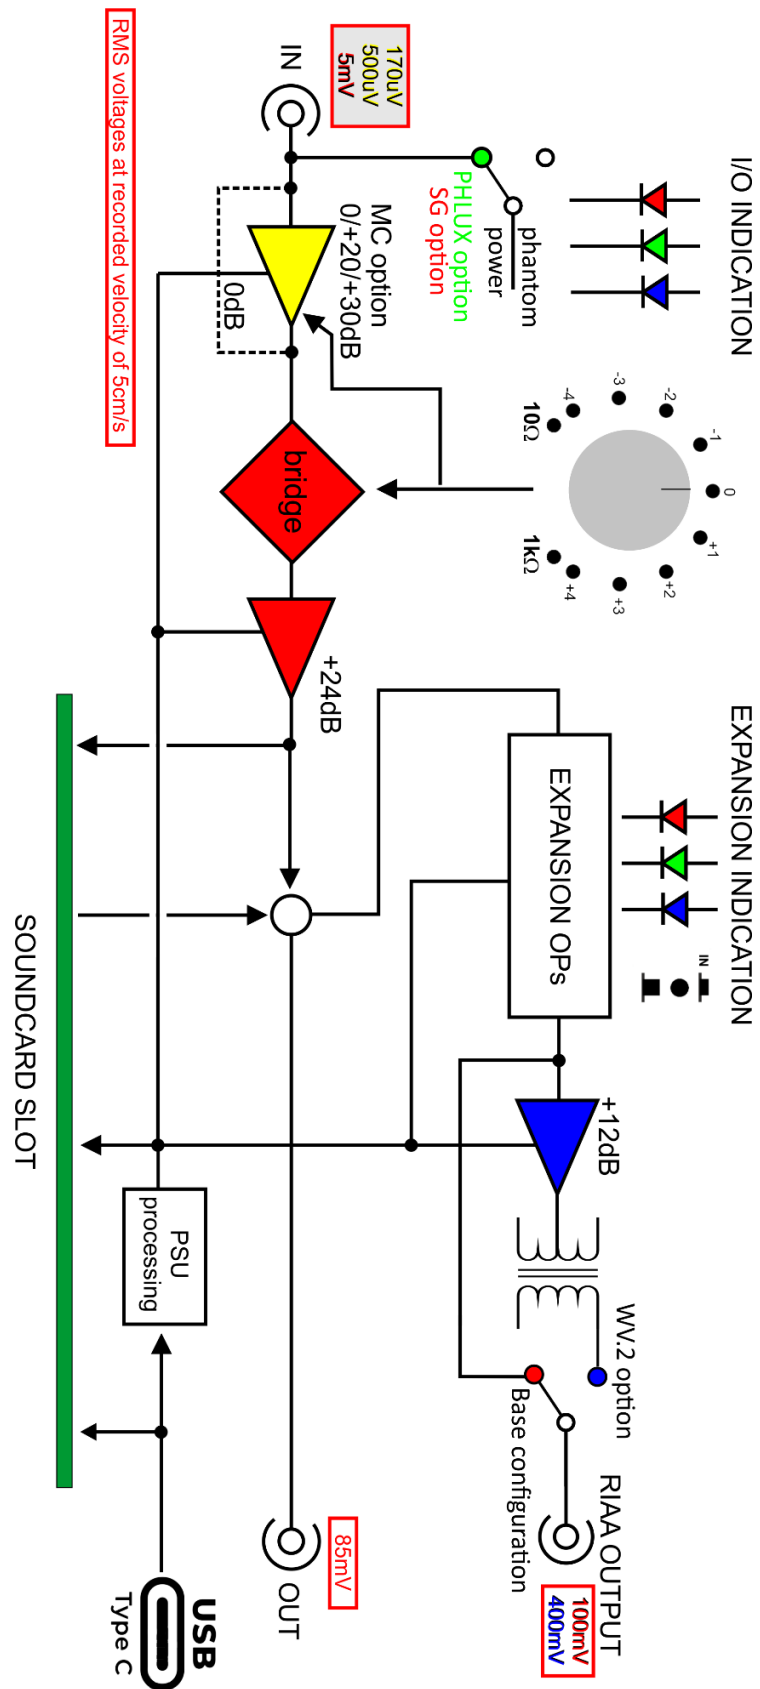 I/O INDICATION
EXPANSION INDICATION
IN
-4
-3
-2
-1
0
+1
+2
+3
+4
10Ω
1kΩ
phantom
power
PHLUX option
SG option
170uV
500uV
5mV
IN
MC option
0/+20/+30dB
0dB
bridge
+24dB
EXPANSION OPs
+12dB
WV.2 option
Base configuration
RIAA OUTPUT
100mV
400mV
85mV
OUT
PSU
processing
USB
Type C
SOUNDCARD SLOT
RMS voltages at recorded velocity of 5cm/s